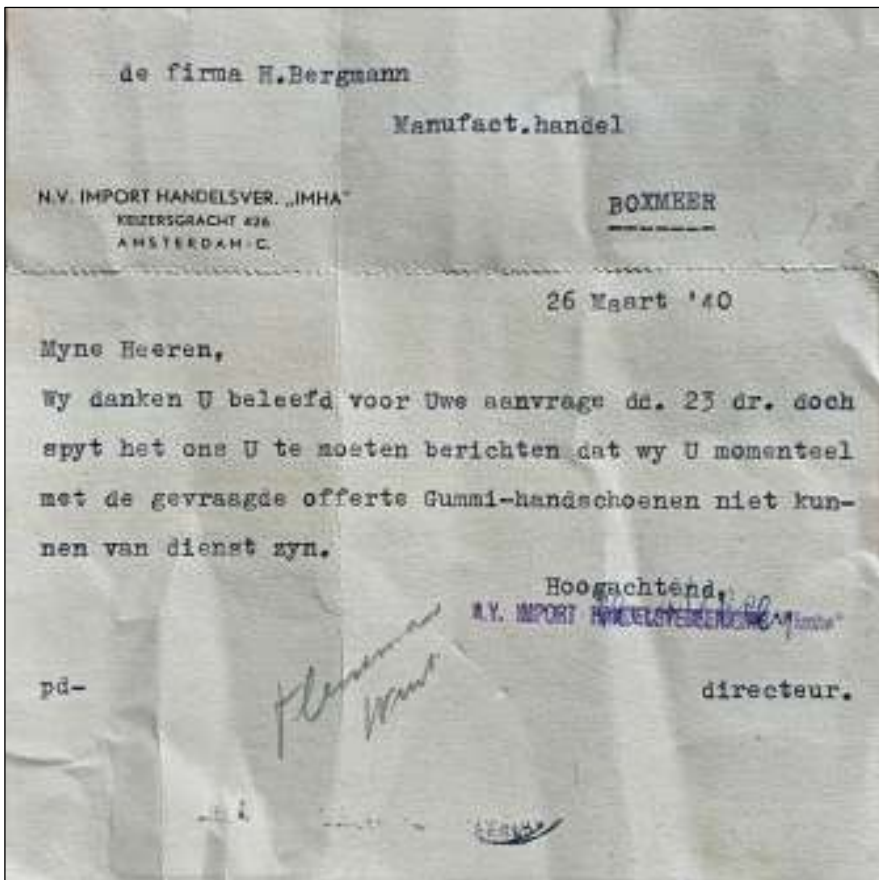 de firma H.Bergmann
Manufact.handel
N.V. IMPORT HANDELSVER. „IMHA"
KEIZERSGRACHT 426
AMSTERDAM-C.
BOXMEER
26 Maart '40
Myne Heeren,
Wy danken U beleefd voor Uwe aanvrage dd. 23 dr. doch
spyt het ons U te moeten berichten dat wy U momenteel
met de gevraagde offerte Gummi-handschoenen niet kun-
nen van dienst zyn.
Hoogachtend,
N.V. IMPORT "Imha"
pd-
directeur.